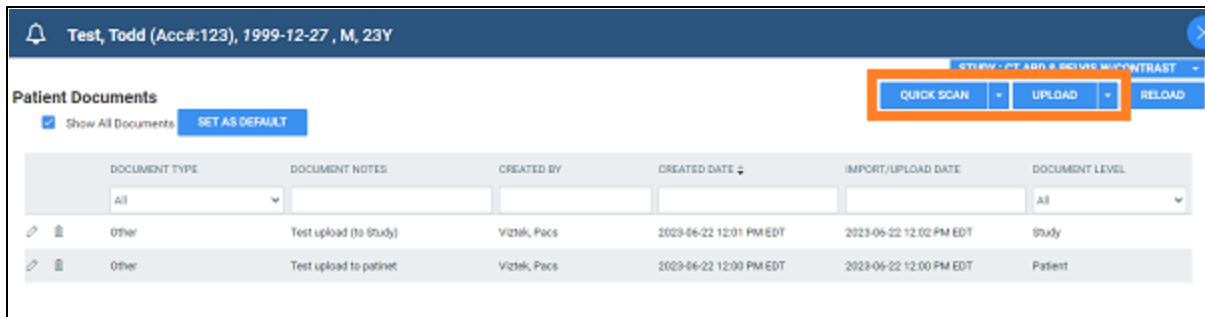 Test, Todd (Acc#:123), 1999-12-27 , M, 23Y
STUDY : CT ABD & PELVIS W/CONTRAST
Patient Documents
QUICK SCAN UPLOAD RELOAD
Show All Documents SET AS DEFAULT
DOCUMENT TYPE DOCUMENT NOTES CREATED BY CREATED DATE IMPORT/UPLOAD DATE DOCUMENT LEVEL
All All
Other Test upload (to Study) Viztek, Pacs 2023-06-22 12:01 PM EDT 2023-06-22 12:02 PM EDT Study
Other Test upload to patinet Viztek, Pacs 2023-06-22 12:00 PM EDT 2023-06-22 12:00 PM EDT Patient